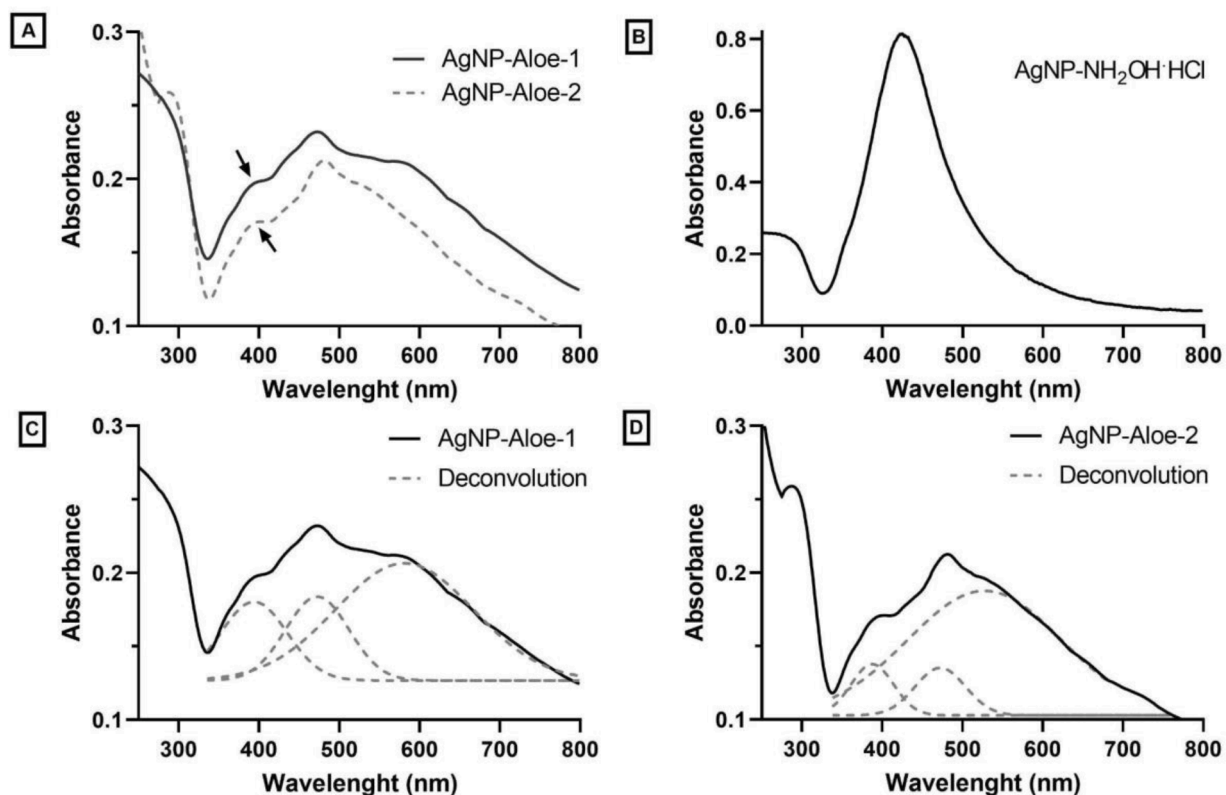 A
0.3
0.2
0.1
Absorbance
AgNP-Aloe-1
AgNP-Aloe-2
300 400 500 600 700 800
Wavelenght (nm)
B
0.8
0.6
0.4
0.2
0.0
Absorbance
AgNP-NH₂OH·HCl
300 400 500 600 700 800
Wavelenght (nm)
C
0.3
0.2
0.1
Absorbance
AgNP-Aloe-1
Deconvolution
300 400 500 600 700 800
Wavelenght (nm)
D
0.3
0.2
0.1
Absorbance
AgNP-Aloe-2
Deconvolution
300 400 500 600 700 800
Wavelenght (nm)